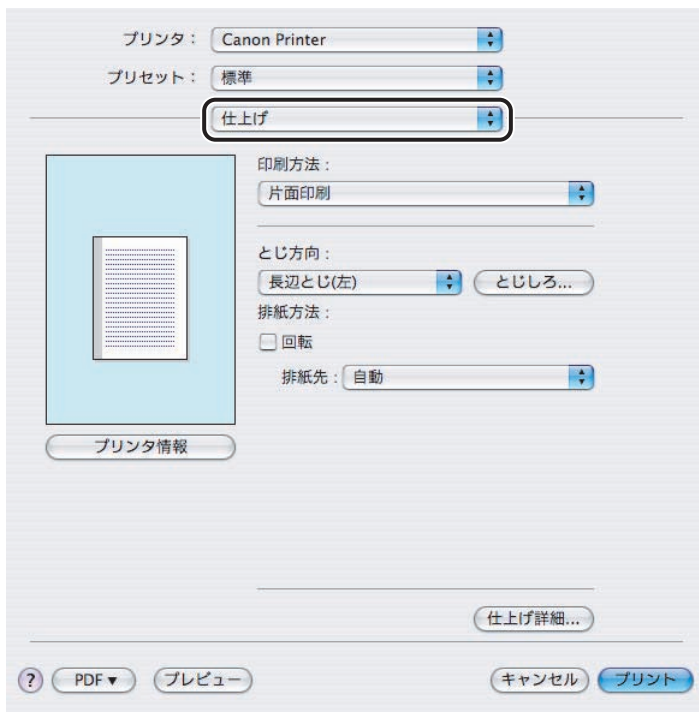 プリンタ： Canon Printer
プリセット： 標準
仕上げ
印刷方法：
片面印刷
とじ方向：
長辺とじ(左) とじしろ...
排紙方法：
回転
排紙先： 自動
プリンタ情報
仕上げ詳細...
? PDF▼ プレビュー キャンセル プリント